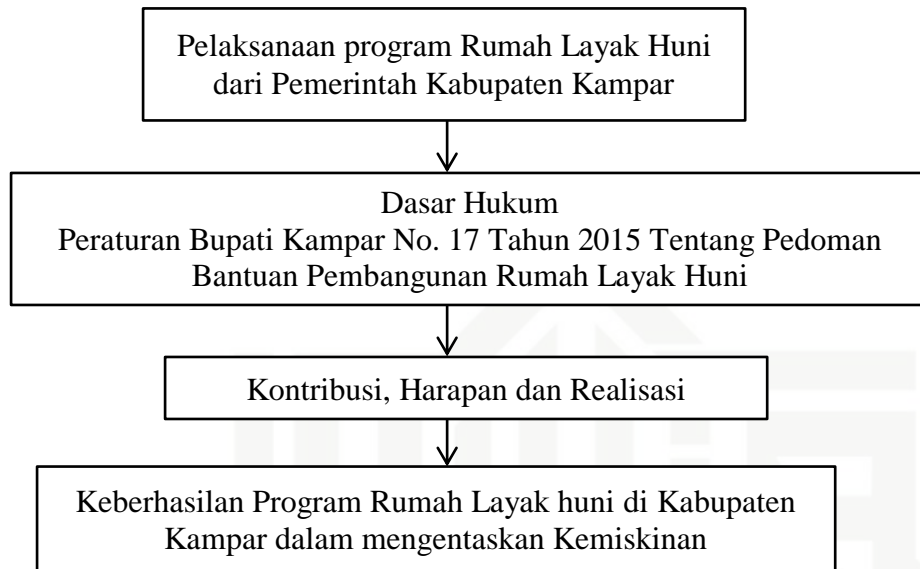 Pelaksanaan program Rumah Layak Huni
dari Pemerintah Kabupaten Kampar
Dasar Hukum
Peraturan Bupati Kampar No. 17 Tahun 2015 Tentang Pedoman
Bantuan Pembangunan Rumah Layak Huni
Kontribusi, Harapan dan Realisasi
Keberhasilan Program Rumah Layak huni di Kabupaten
Kampar dalam mengentaskan Kemiskinan